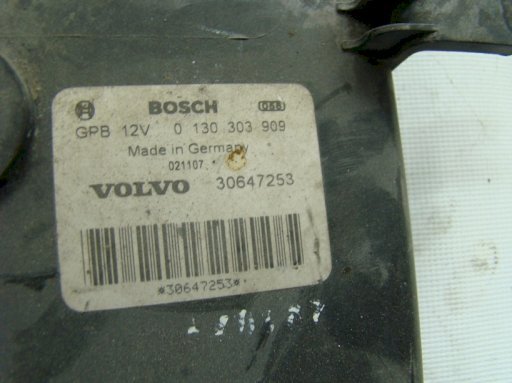 BOSCH
GPB 12V 0 130 303 909
Made in Germany
021107
VOLVO 30647253
*30647253*